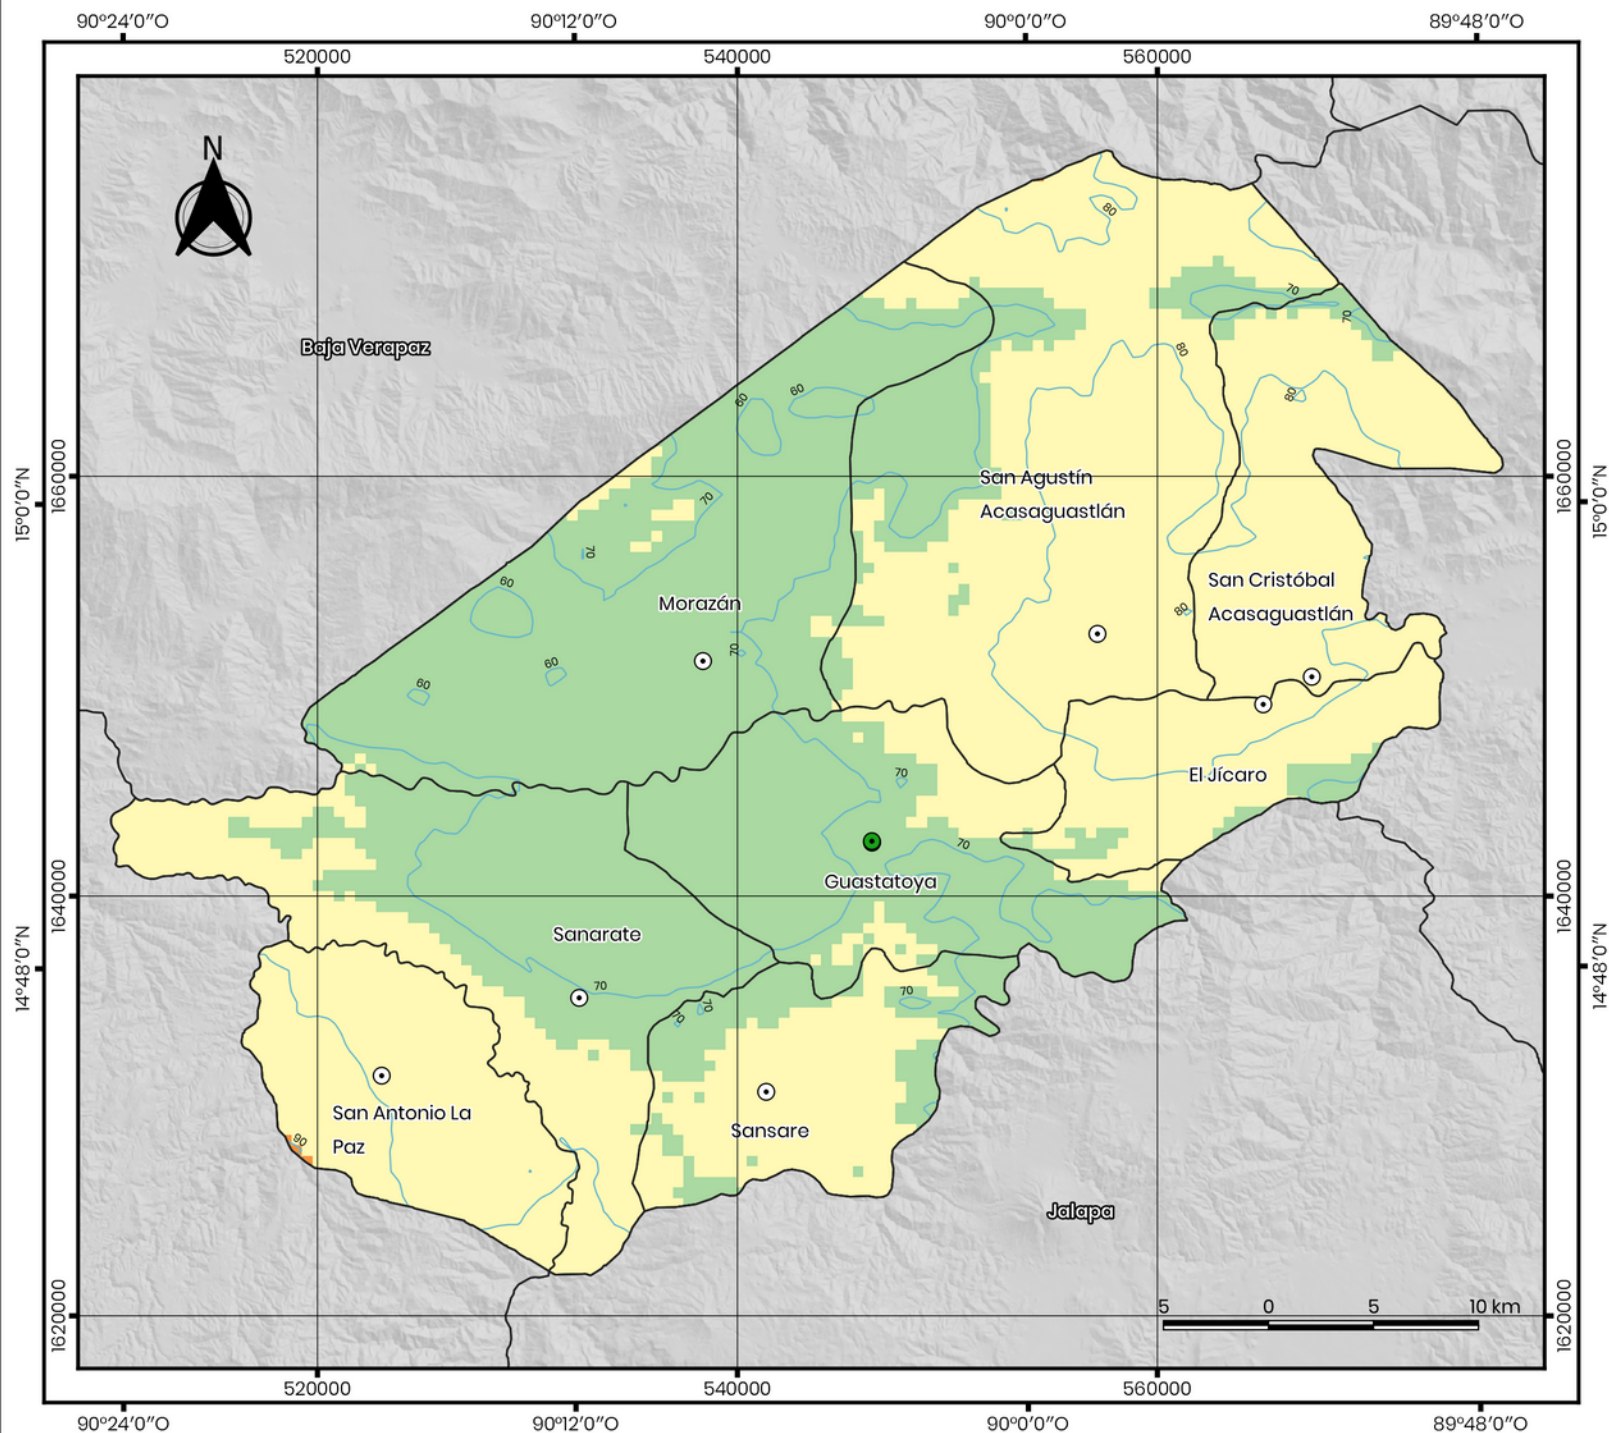 90°24'0''O 90°12'0''O 90°0'0''O 89°48'0''O
520000 540000 560000
N
80
70
70
Baja Verapaz
80
60
60
80
1660000 1660000
San Agustín
Acasaguastlán
70
15°0'0''N 15°0'0''N
70
60
San Cristóbal
Acasaguastlán
Morazán
80
70
60
60
70
El Jícaro
70
Guastatoya
1640000 1640000
Sanarate
14°48'0''N 14°48'0''N
70
70
70
70
San Antonio La
Paz
90
Sansare
Jalapa
1620000 1620000
5 0 5 10 km
520000 540000 560000
90°24'0''O 90°12'0''O 90°0'0''O 89°48'0''O